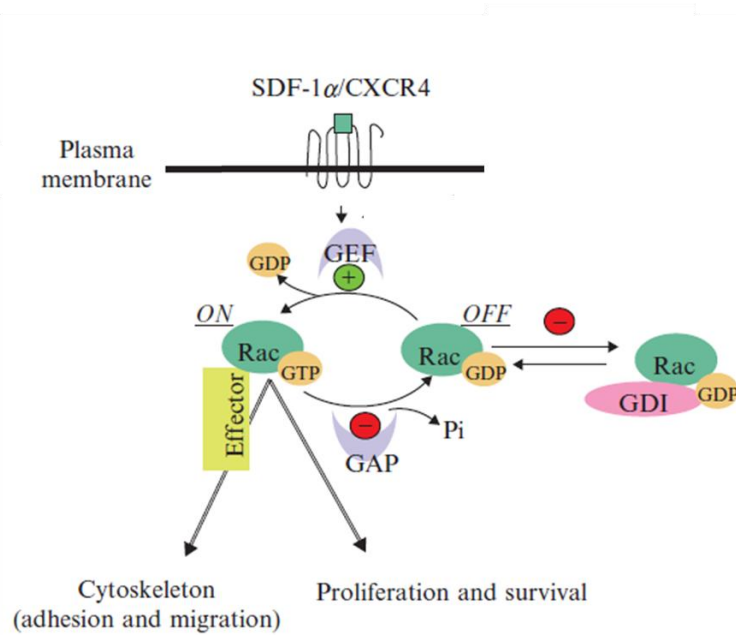 SDF-1α/CXCR4
Plasma
membrane
GEF
GDP
+
ON
OFF
−
Rac
GTP
Rac
GDP
Rac
GDP
GDI
Effector
−
Pi
GAP
Cytoskeleton
(adhesion and migration)
Proliferation and survival